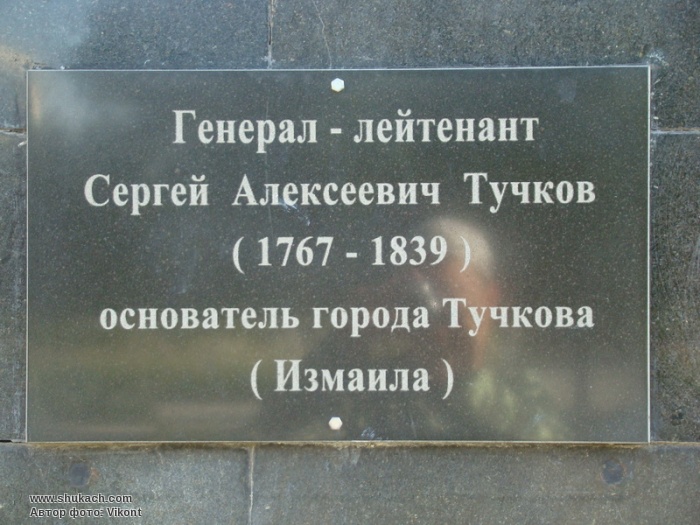 Генерал - лейтенант
Сергей Алексеевич Тучков
( 1767 - 1839 )
основатель города Тучкова
( Измаила )
www.shukach.com
Автор фото: Vikont